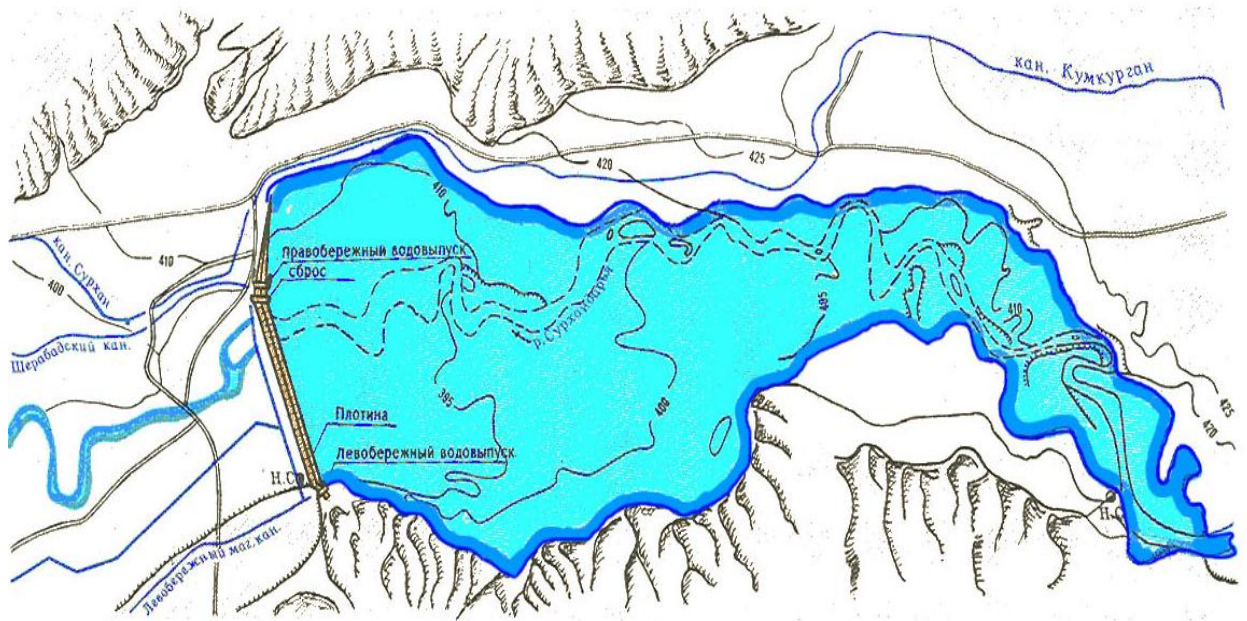 кан. Кумкурган
425
420
410
кан. Сурхан
410
400
Правобережный водовыпуск
сброс
405
410
р. Сурхандарья
Шерабадский кан.
385
400
425
420
Плотина
Левобережный водовыпуск
Левобережный маг. кан.